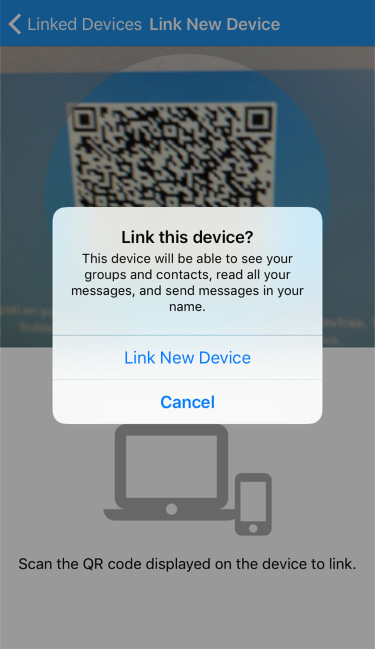 Linked Devices Link New Device
Link this device?
This device will be able to see your
groups and contacts, read all your
messages, and send messages in your
name.
Link New Device
Cancel
Scan the QR code displayed on the device to link.